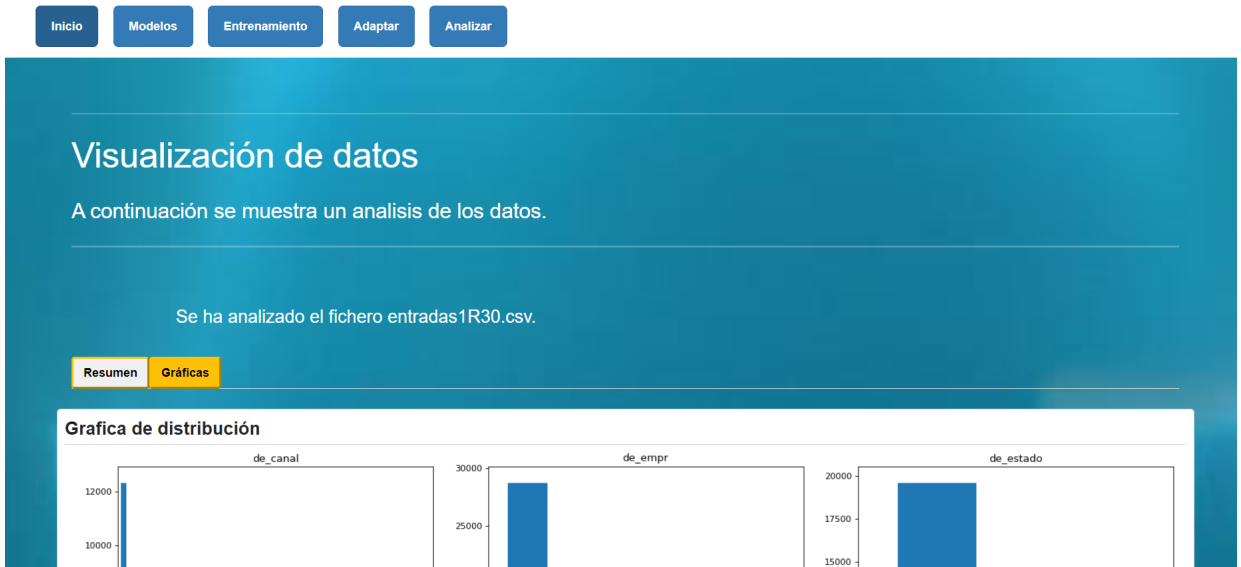 Inicio Modelos Entrenamiento Adaptar Analizar
Visualización de datos
A continuación se muestra un analisis de los datos.
Se ha analizado el fichero entradas1R30.csv.
Resumen Gráficas
Grafica de distribución
de_canal de_empr de_estado
12000
10000
30000
25000
20000
17500
15000